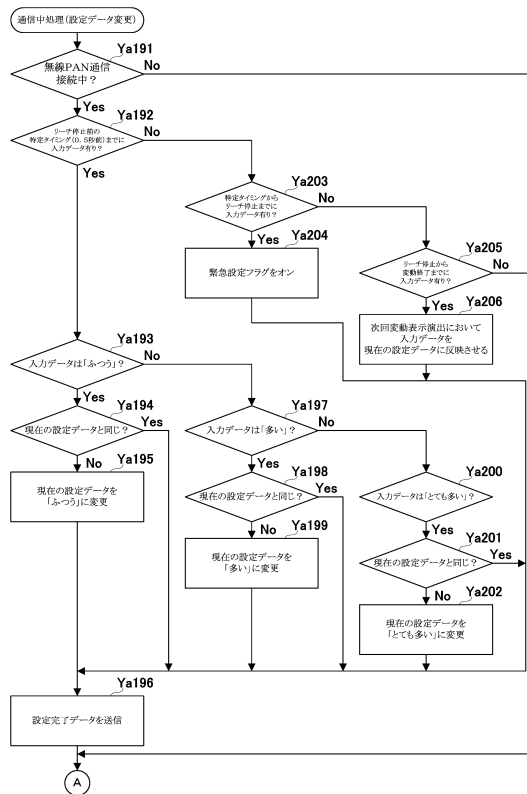 通信中処理(設定データ変更)
Ya191
無線PAN通信
接続中？
No
Yes
Ya192
リーチ停止前の
特定タイミング(0.5秒前)までに
入力データ有り？
No
Yes
Ya203
特定タイミングから
リーチ停止までに
入力データ有り？
No
Yes
Ya204
緊急設定フラグをオン
Ya205
リーチ停止から
変動終了までに
入力データ有り？
No
Yes
Ya206
次回変動表示演出において
入力データを
現在の設定データに反映させる
Ya193
入力データは「ふつう」？
No
Yes
Ya194
現在の設定データと同じ？
Yes
No
Ya195
現在の設定データを
「ふつう」に変更
Ya197
入力データは「多い」？
No
Yes
Ya198
現在の設定データと同じ？
Yes
No
Ya199
現在の設定データを
「多い」に変更
Ya200
入力データは「とても多い」？
Yes
Ya201
現在の設定データと同じ？
Yes
No
Ya202
現在の設定データを
「とても多い」に変更
Ya196
設定完了データを送信
A